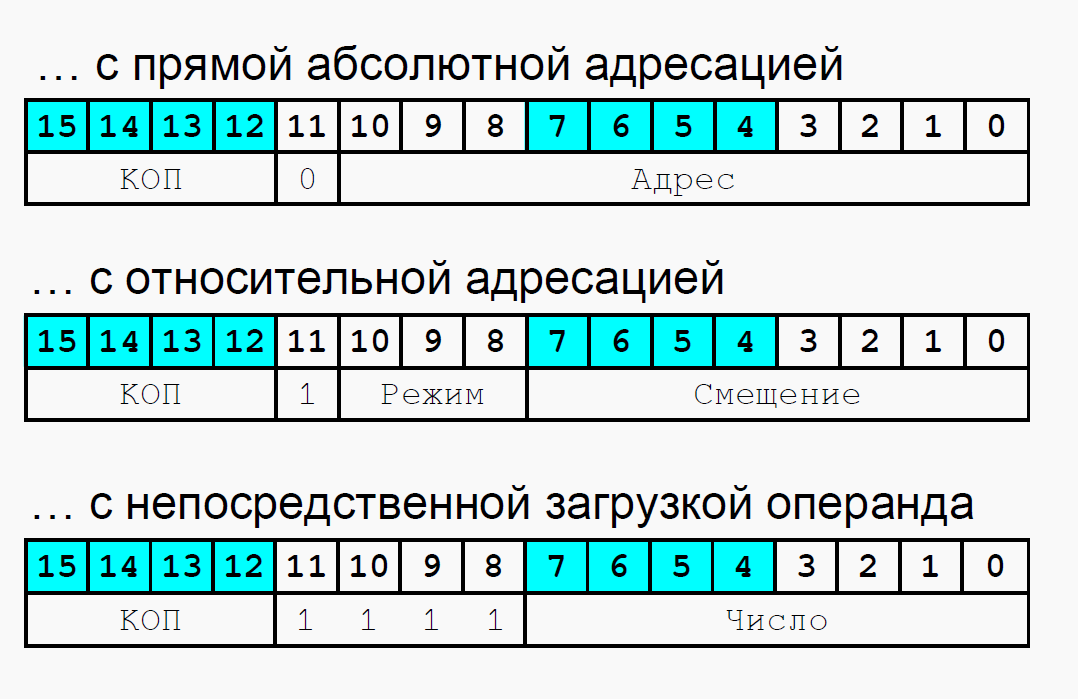 … с прямой абсолютной адресацией
15 14 13 12 11 10 9 8 7 6 5 4 3 2 1 0
КОП 0 Адрес
… с относительной адресацией
15 14 13 12 11 10 9 8 7 6 5 4 3 2 1 0
КОП 1 Режим Смещение
… с непосредственной загрузкой операнда
15 14 13 12 11 10 9 8 7 6 5 4 3 2 1 0
КОП 1 1 1 1 Число